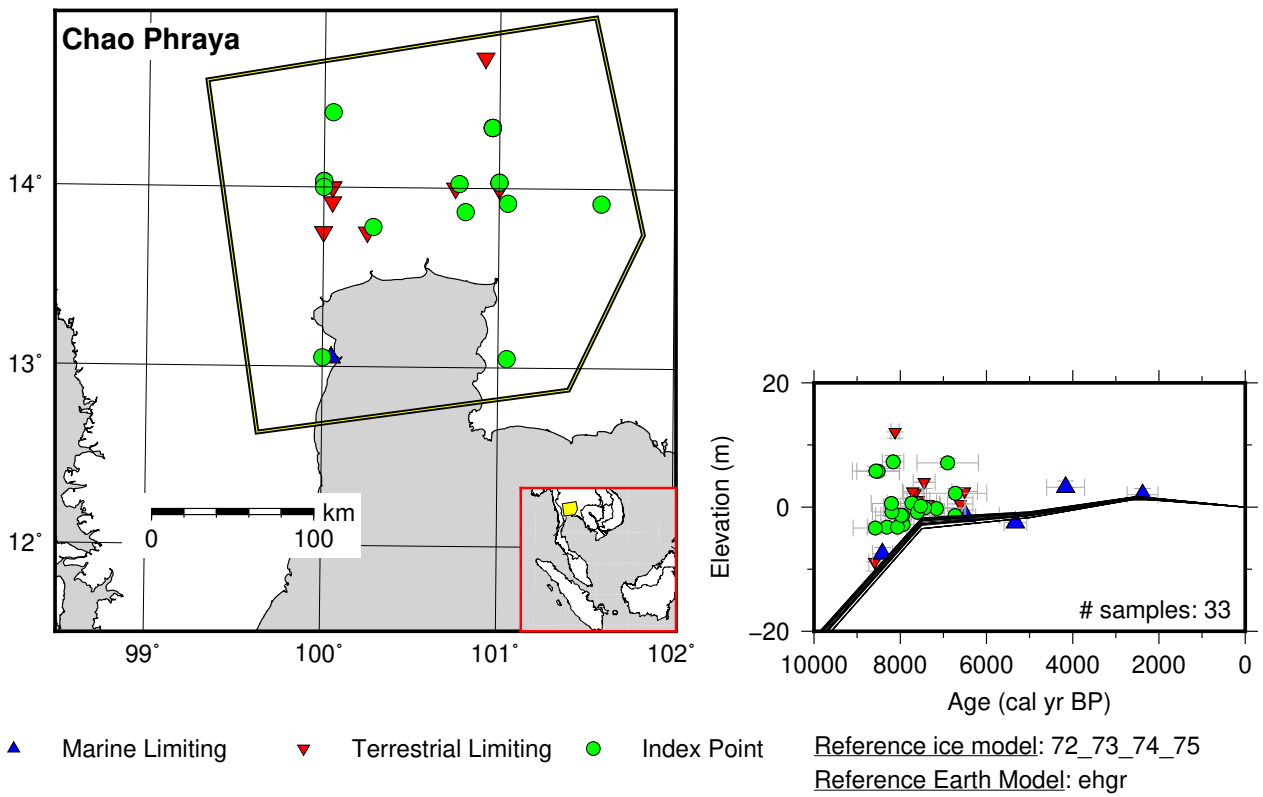 Chao Phraya
14°
13°
12°
km
0 100
99° 100° 101° 102°
20
0
−20
Elevation (m)
# samples: 33
10000 8000 6000 4000 2000 0
Age (cal yr BP)
Marine Limiting Terrestrial Limiting Index Point
Reference ice model: 72_73_74_75
Reference Earth Model: ehgr